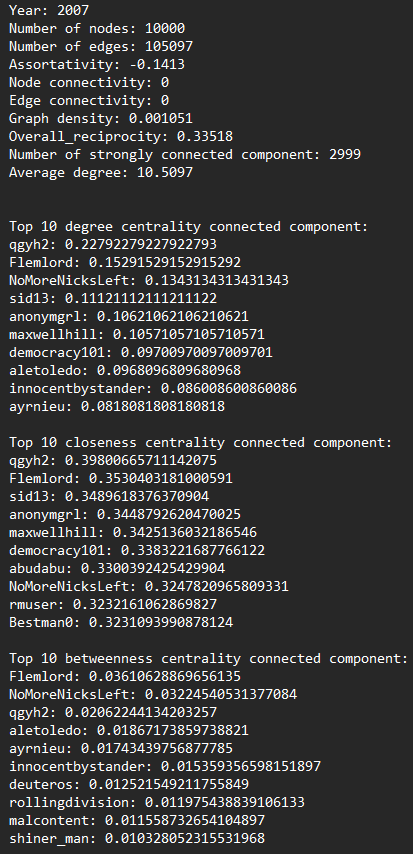 Year: 2007
Number of nodes: 10000
Number of edges: 105097
Assortativity: -0.1413
Node connectivity: 0
Edge connectivity: 0
Graph density: 0.001051
Overall_reciprocity: 0.33518
Number of strongly connected component: 2999
Average degree: 10.5097
Top 10 degree centrality connected component:
qgyh2: 0.22792279227922793
Flemlord: 0.15291529152915292
NoMoreNicksLeft: 0.1343134313431343
sid13: 0.11121112111211122
anonymgrl: 0.10621062106210621
maxwellhill: 0.10571057105710571
democracy101: 0.09700970097009701
aletoledo: 0.0968096809680968
innocentbystander: 0.086008600860086
ayrnieu: 0.0818081808180818
Top 10 closeness centrality connected component:
qgyh2: 0.39800665711142075
Flemlord: 0.3530403181000591
sid13: 0.3489618376370904
anonymgrl: 0.3448792620470025
maxwellhill: 0.3425136032186546
democracy101: 0.3383221687766122
abudabu: 0.3300392425429904
NoMoreNicksLeft: 0.3247820965809331
rmuser: 0.3232161062869827
Bestman0: 0.3231093990878124
Top 10 betweenness centrality connected component:
Flemlord: 0.03610628869656135
NoMoreNicksLeft: 0.03224540531377084
qgyh2: 0.02062244134203257
aletoledo: 0.01867173859738821
ayrnieu: 0.01743439756877785
innocentbystander: 0.015359356598151897
deuteros: 0.012521549211755849
rollingdivision: 0.011975438839106133
malcontent: 0.011558732654104897
shiner_man: 0.010328052315531968